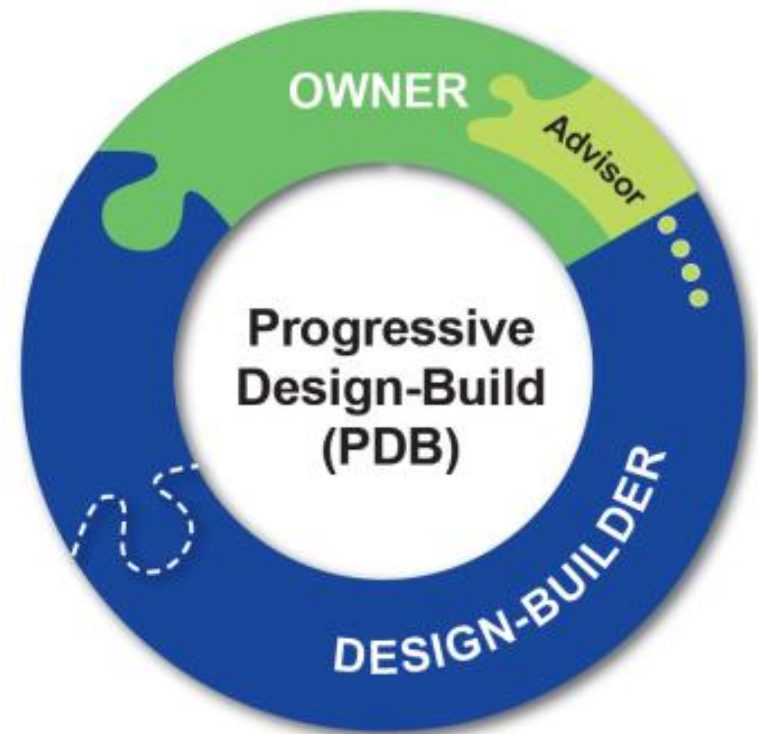 OWNER
Advisor
Progressive
Design-Build
(PDB)
DESIGN-BUILDER